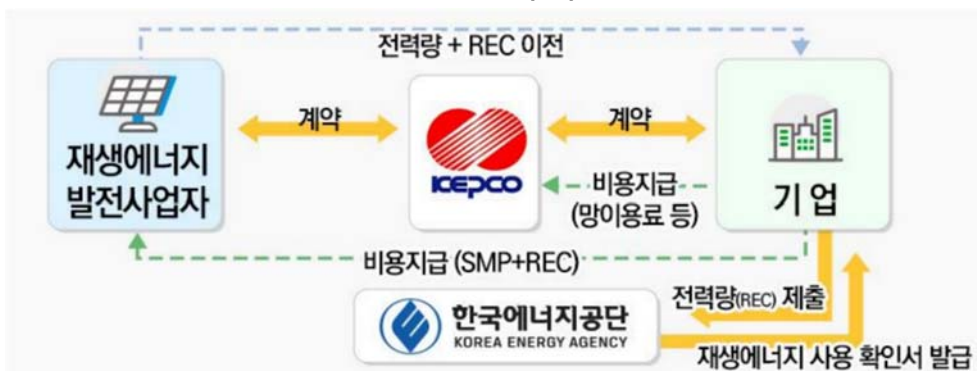 전력량 + REC 이전
계약
계약
재생에너지
발전사업자
KEPCO
비용지급
(망이용료 등)
기 업
비용지급 (SMP+REC)
전력량(REC) 제출
한국에너지공단
KOREA ENERGY AGENCY
재생에너지 사용 확인서 발급